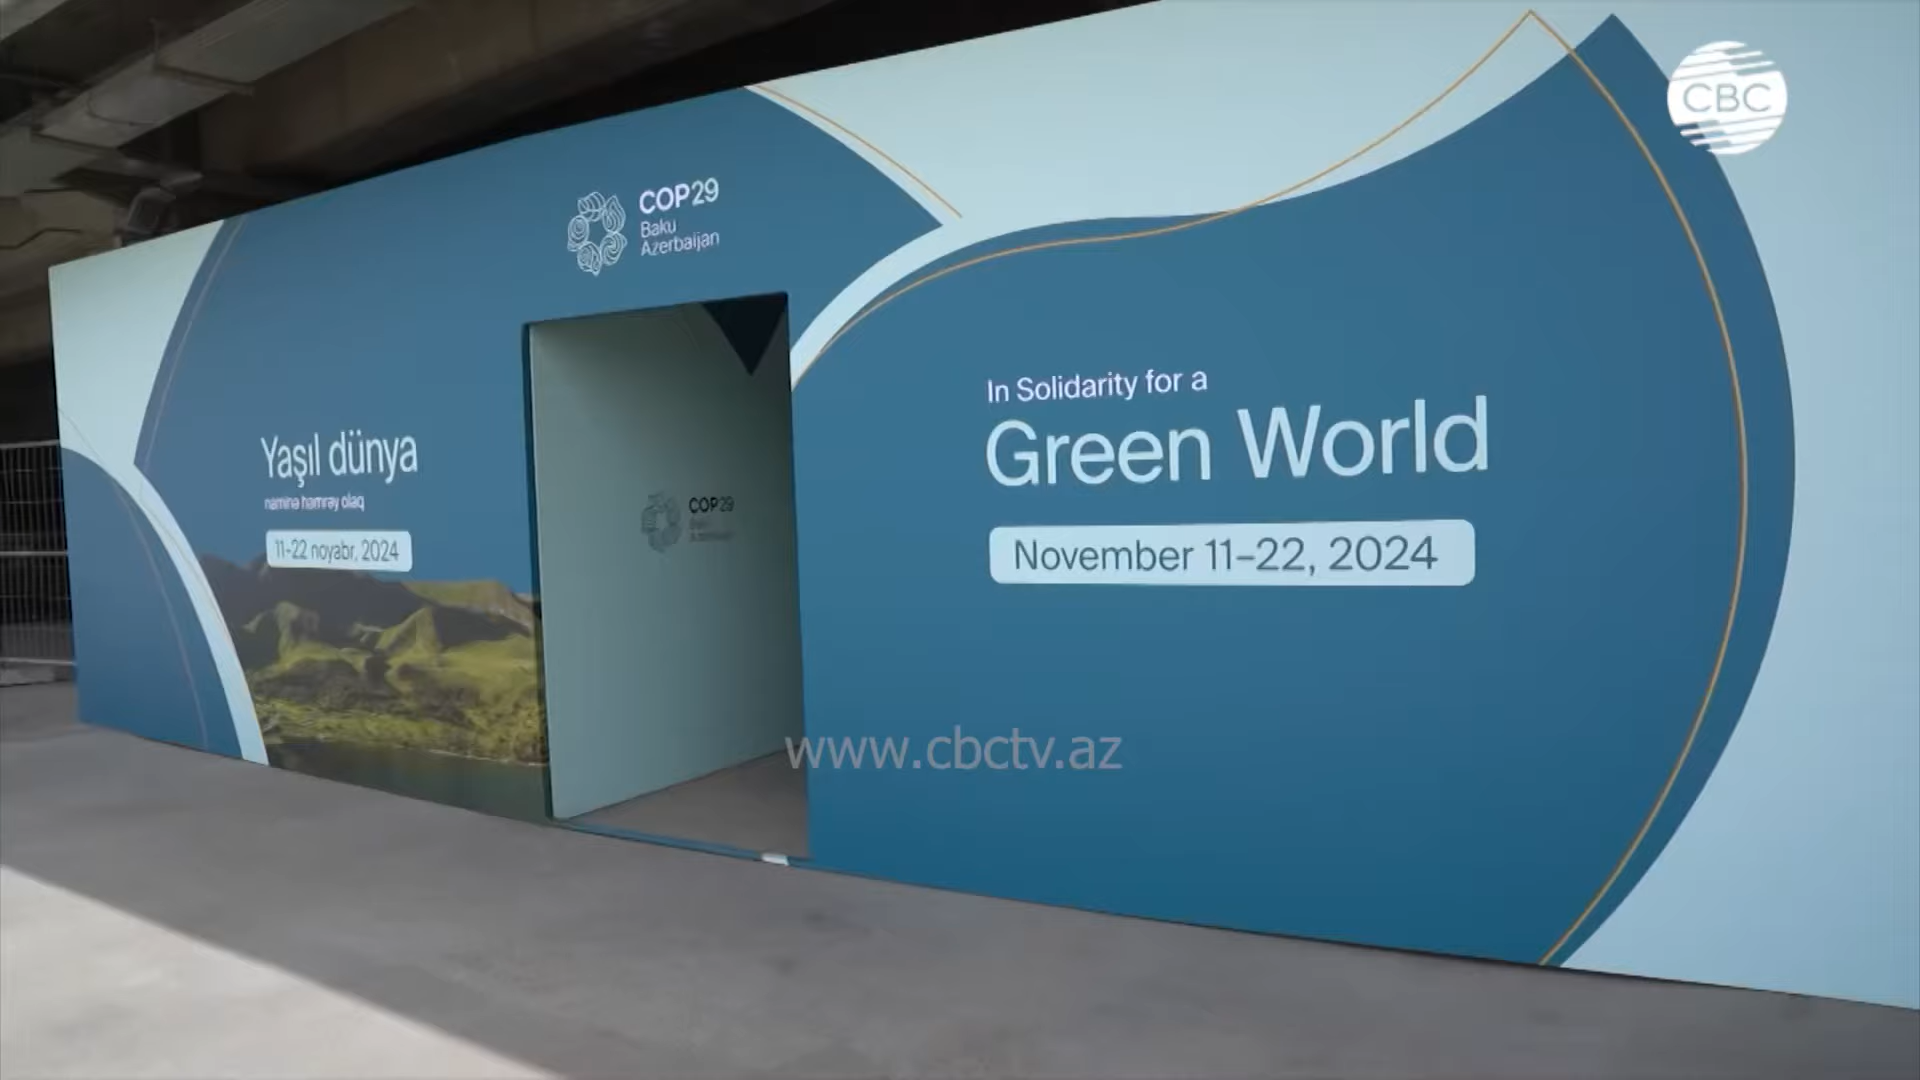 CBC
COP29
Baku
Azerbaijan
Yaşıl dünya
naminə həmrəy olaq
11-22 noyabr, 2024
COP29
In Solidarity for a
Green World
November 11–22, 2024
www.cbctv.az